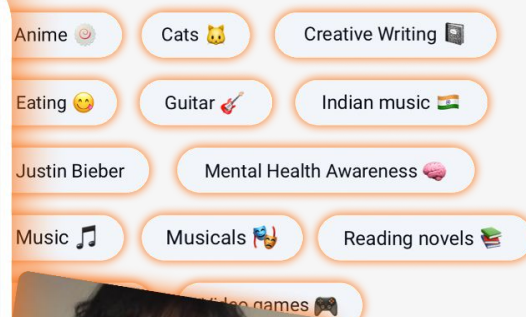 Anime 🍥 Cats 🐱 Creative Writing 📓
Eating 😋 Guitar 🎸 Indian music 🇮🇳
Justin Bieber Mental Health Awareness 🧠
Music 🎵 Musicals 🎭 Reading novels 📚
Video games 🎮